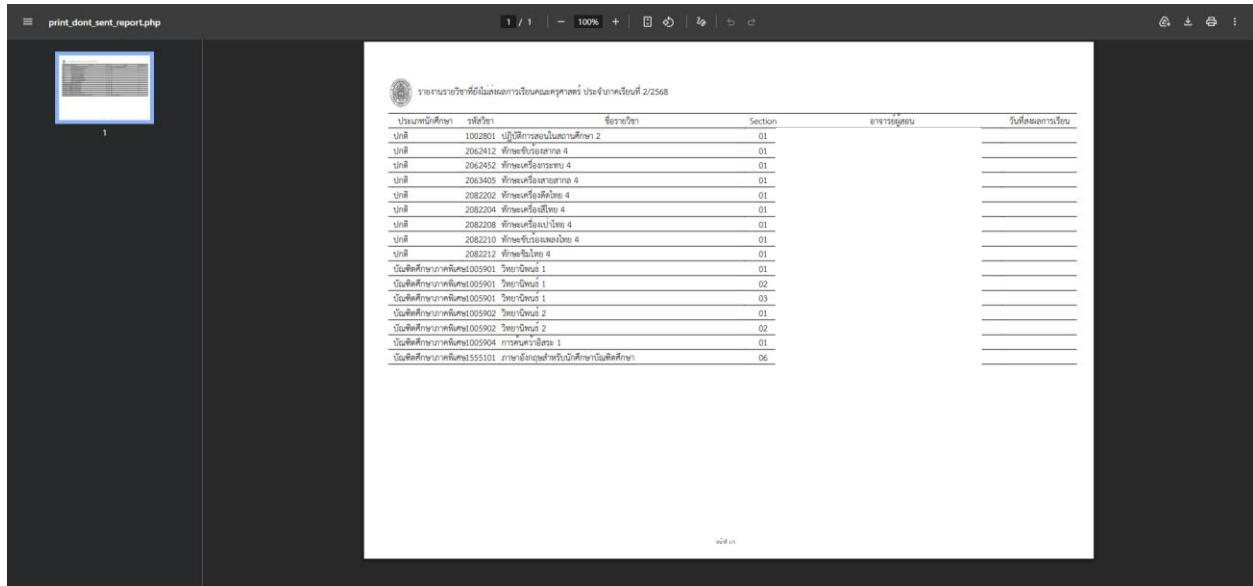 print_dont_sent_report.php
1 / 1
100%
1
รายงานรายวิชาที่ยังไม่ส่งผลการเรียนคณะครุศาสตร์ ประจำภาคเรียนที่ 2/2568
ประเภทนักศึกษา รหัสวิชา ชื่อรายวิชา Section อาจารย์ผู้สอน วันที่ส่งผลการเรียน
ปกติ 1002801 ปฏิบัติการสอนในสถานศึกษา 2 01
ปกติ 2062412 ทักษะขับร้องสากล 4 01
ปกติ 2062452 ทักษะเครื่องกระทบ 4 01
ปกติ 2063405 ทักษะเครื่องสายสากล 4 01
ปกติ 2082202 ทักษะเครื่องดีดไทย 4 01
ปกติ 2082204 ทักษะเครื่องสีไทย 4 01
ปกติ 2082208 ทักษะเครื่องเป่าไทย 4 01
ปกติ 2082210 ทักษะขับร้องเพลงไทย 4 01
ปกติ 2082212 ทักษะขิมไทย 4 01
บัณฑิตศึกษาภาคพิเศษ1005901 วิทยานิพนธ์ 1 01
บัณฑิตศึกษาภาคพิเศษ1005901 วิทยานิพนธ์ 1 02
บัณฑิตศึกษาภาคพิเศษ1005901 วิทยานิพนธ์ 1 03
บัณฑิตศึกษาภาคพิเศษ1005902 วิทยานิพนธ์ 2 01
บัณฑิตศึกษาภาคพิเศษ1005902 วิทยานิพนธ์ 2 02
บัณฑิตศึกษาภาคพิเศษ1005904 การค้นคว้าอิสระ 1 01
บัณฑิตศึกษาภาคพิเศษ1555101 ภาษาอังกฤษสำหรับนักศึกษาบัณฑิตศึกษา 06